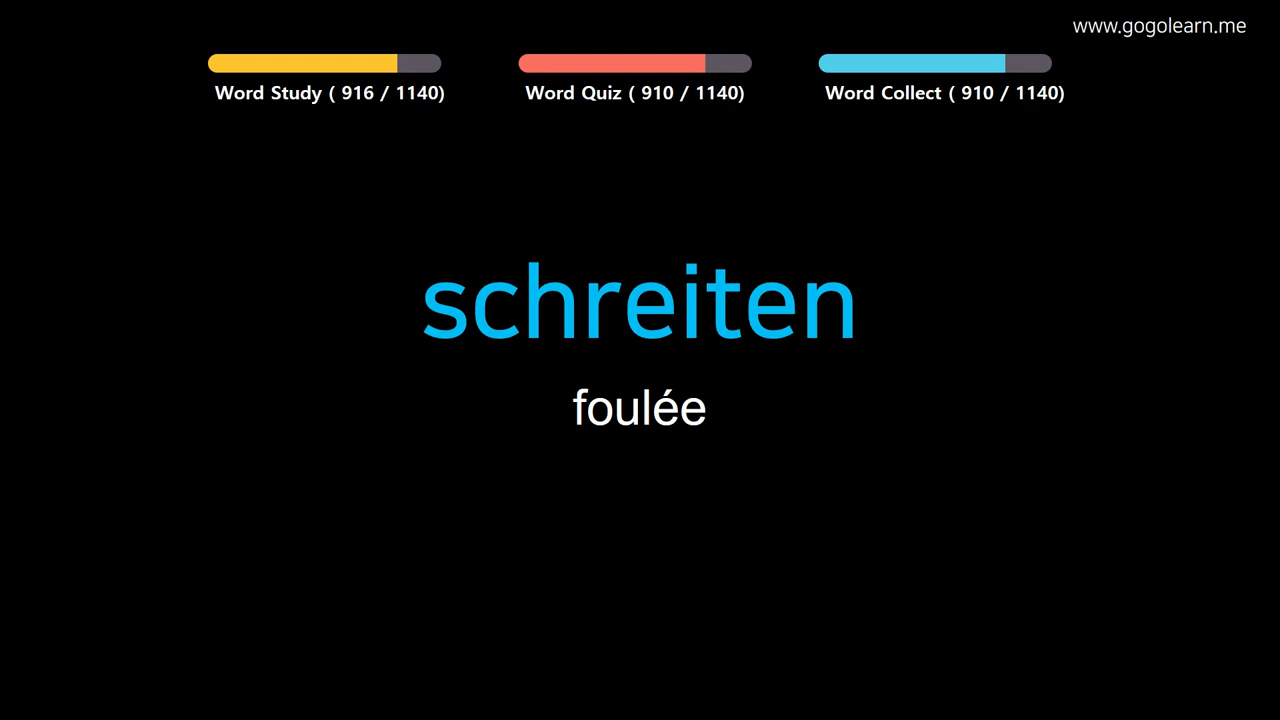 www.gogolearn.me
Word Study ( 916 / 1140)
Word Quiz ( 910 / 1140)
Word Collect ( 910 / 1140)
schreiten
foulée